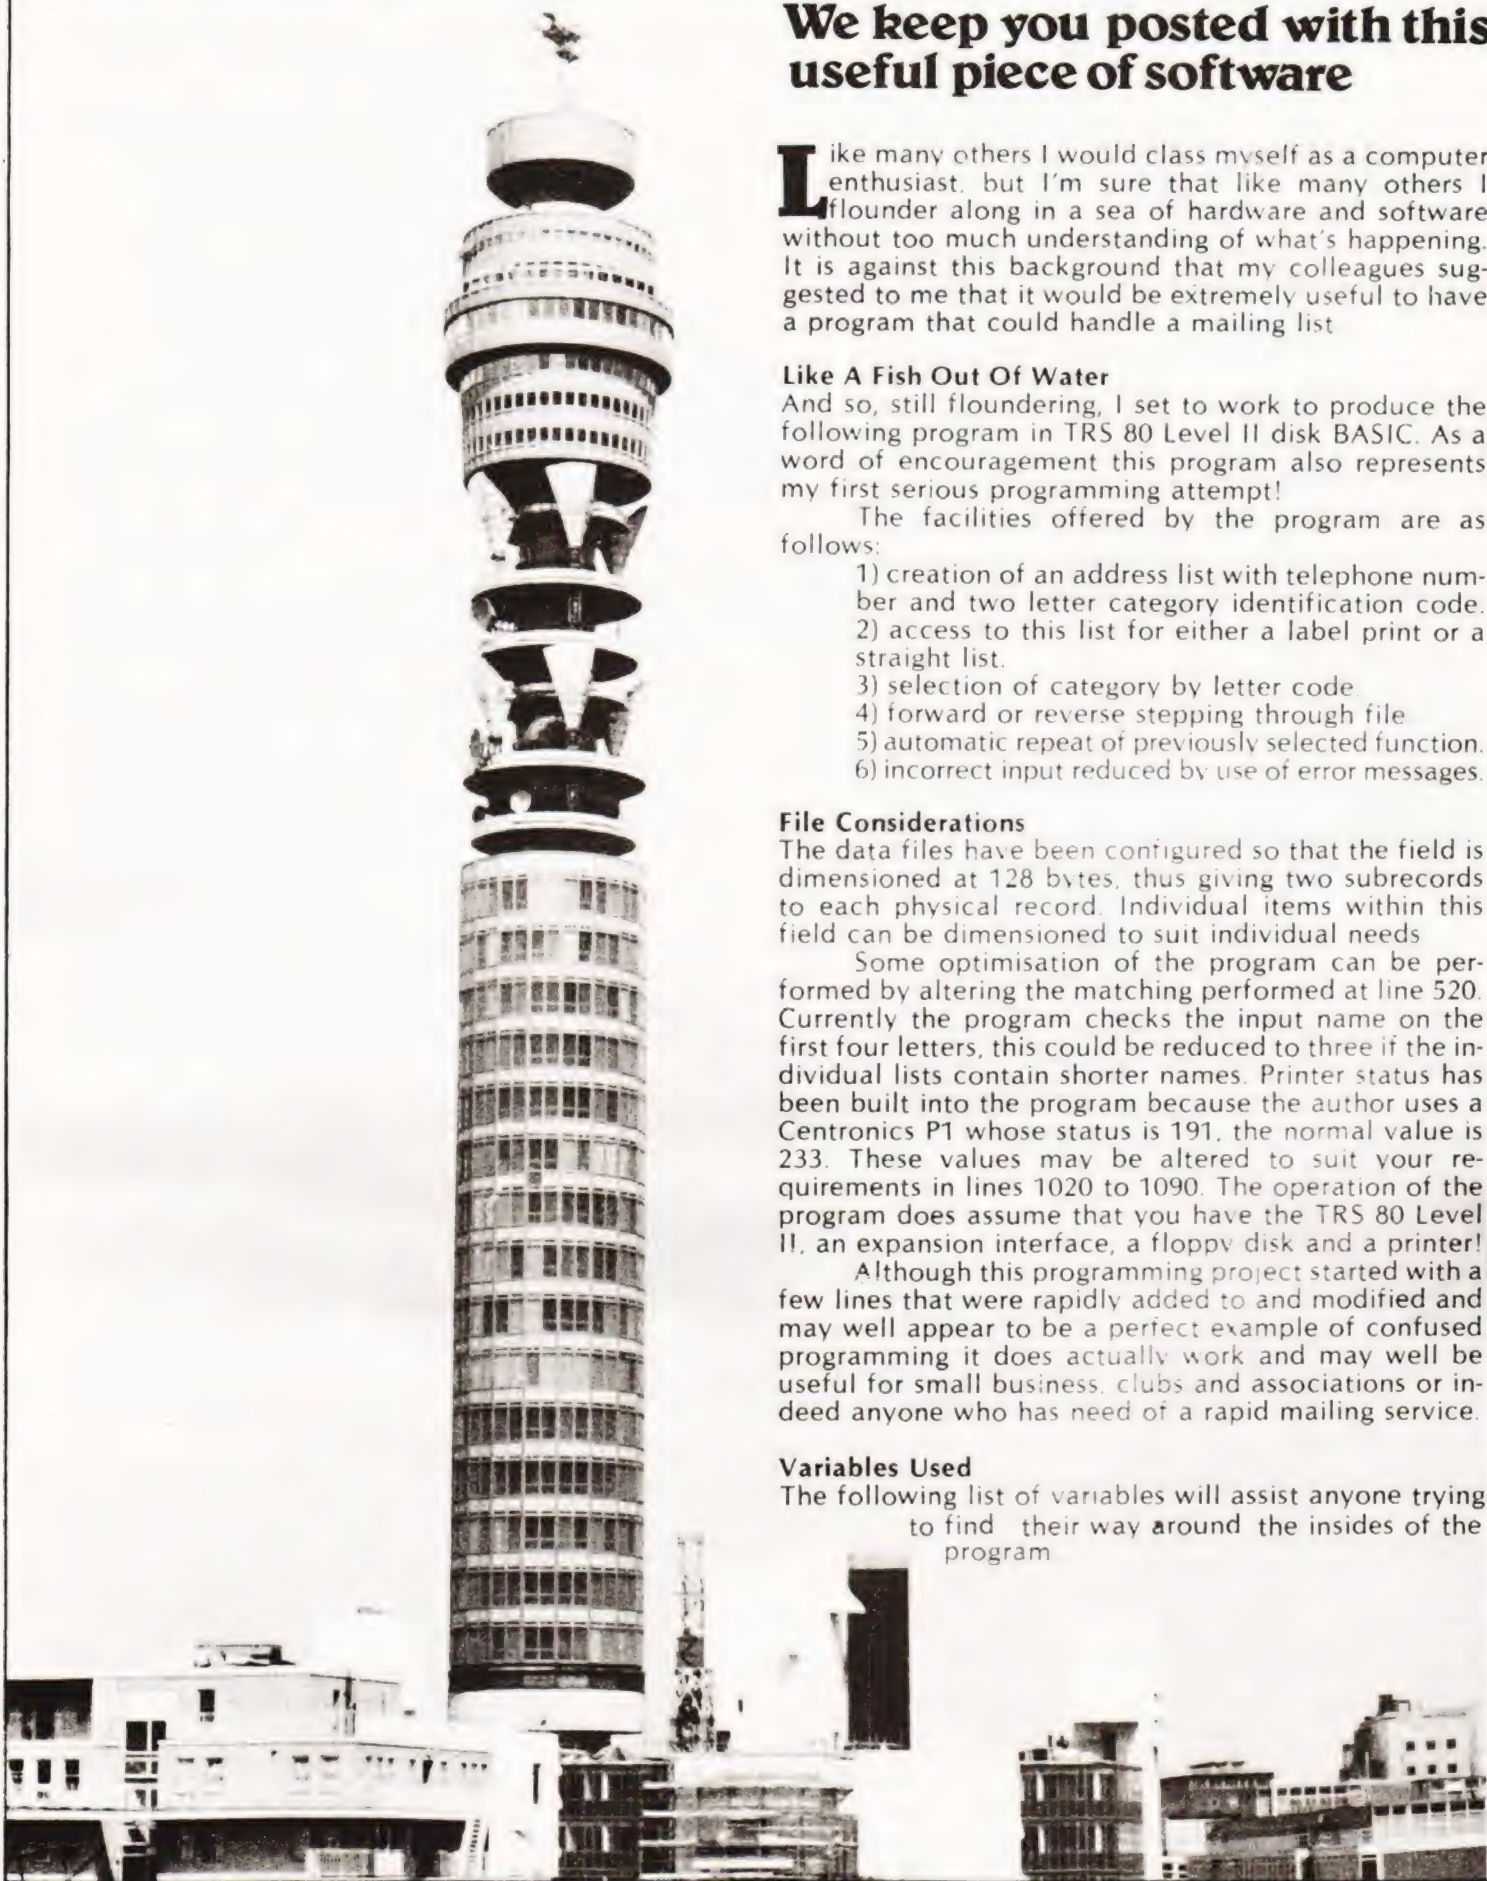 We keep you posted with this
useful piece of software
Like many others I would class myself as a computer
enthusiast, but I'm sure that like many others I
flounder along in a sea of hardware and software
without too much understanding of what's happening.
It is against this background that my colleagues sug-
gested to me that it would be extremely useful to have
a program that could handle a mailing list
Like A Fish Out Of Water
And so, still floundering, I set to work to produce the
following program in TRS 80 Level II disk BASIC. As a
word of encouragement this program also represents
my first serious programming attempt!
The facilities offered by the program are as
follows:
1) creation of an address list with telephone num-
ber and two letter category identification code.
2) access to this list for either a label print or a
straight list.
3) selection of category by letter code
4) forward or reverse stepping through file
5) automatic repeat of previously selected function.
6) incorrect input reduced by use of error messages.
File Considerations
The data files have been configured so that the field is
dimensioned at 128 bytes, thus giving two subrecords
to each physical record. Individual items within this
field can be dimensioned to suit individual needs
Some optimisation of the program can be per-
formed by altering the matching performed at line 520.
Currently the program checks the input name on the
first four letters, this could be reduced to three if the in-
dividual lists contain shorter names. Printer status has
been built into the program because the author uses a
Centronics P1 whose status is 191, the normal value is
233. These values may be altered to suit your re-
quirements in lines 1020 to 1090. The operation of the
program does assume that you have the TRS 80 Level
II, an expansion interface, a floppy disk and a printer!
Although this programming project started with a
few lines that were rapidly added to and modified and
may well appear to be a perfect example of confused
programming it does actually work and may well be
useful for small business, clubs and associations or in-
deed anyone who has need of a rapid mailing service.
Variables Used
The following list of variables will assist anyone trying
to find their way around the insides of the
program